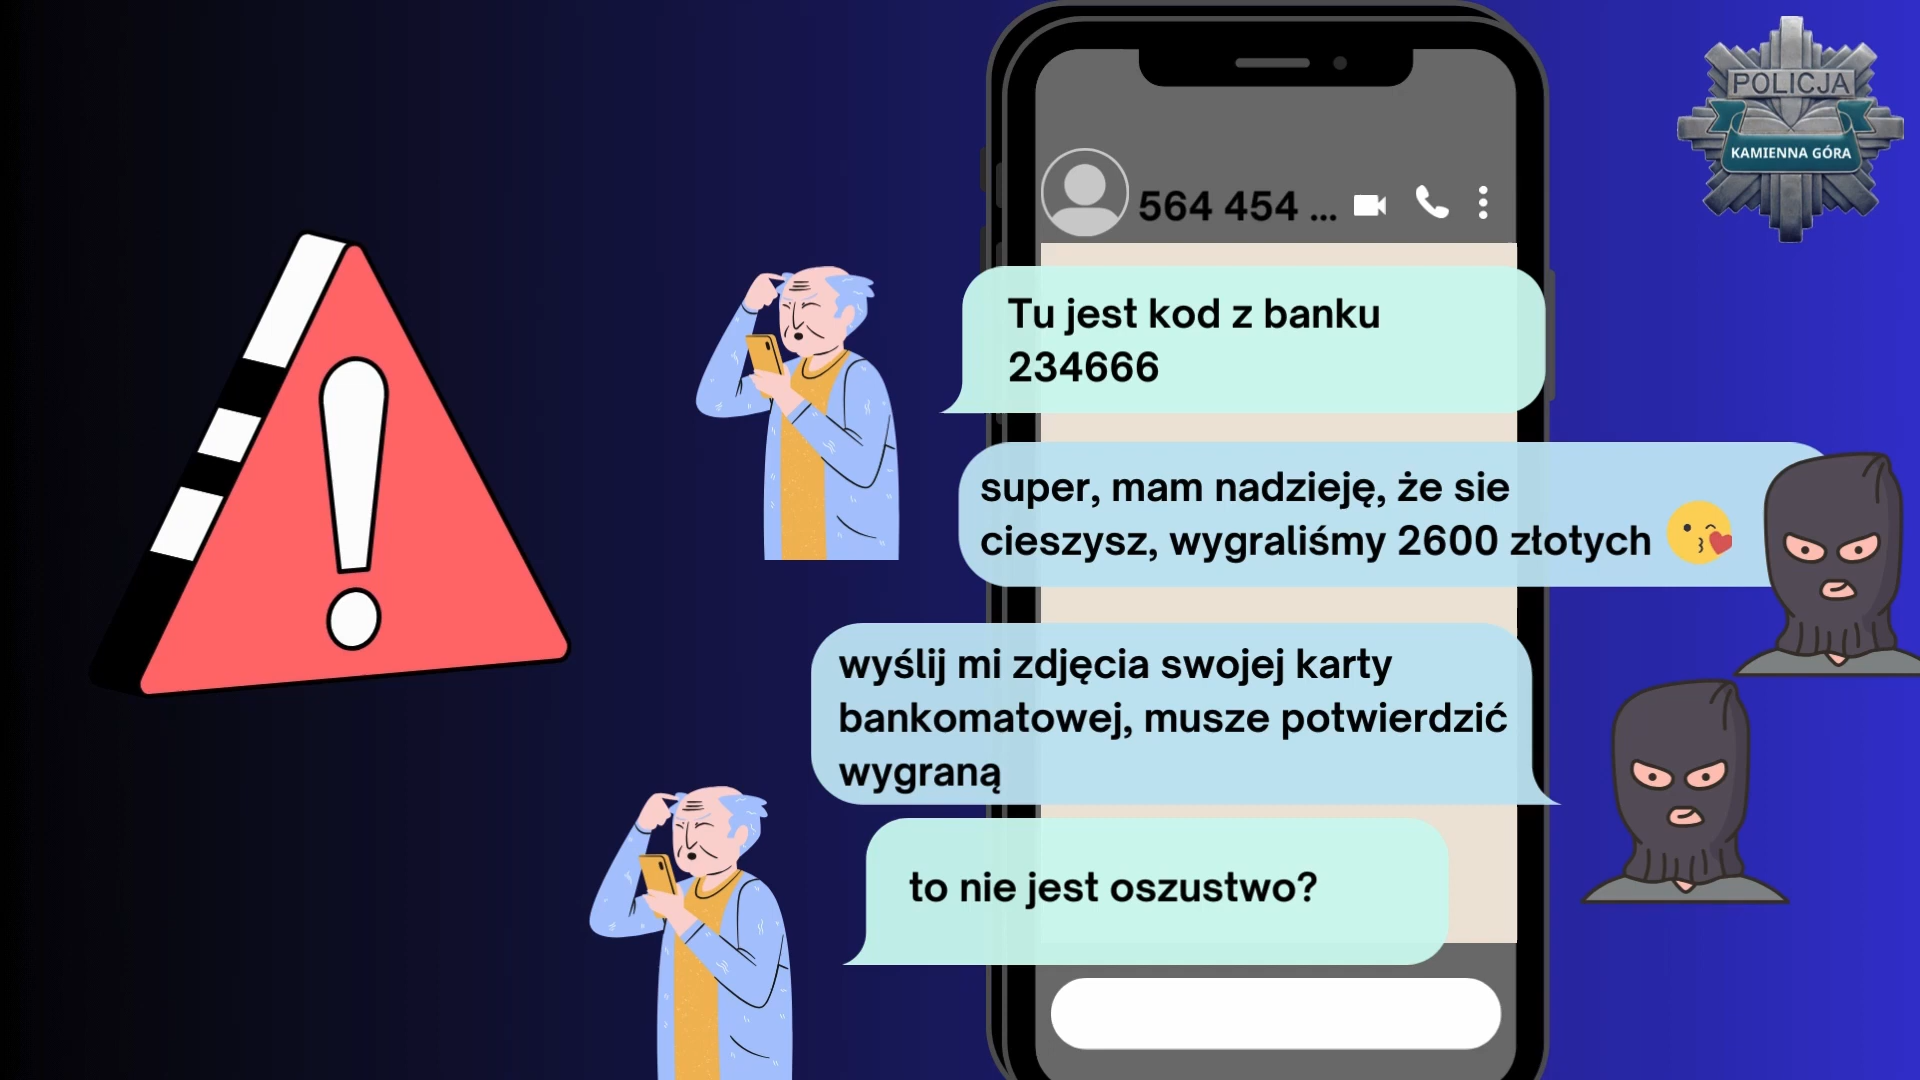 POLICJA
KAMIENNA GÓRA
564 454 ...
Tu jest kod z banku
234666
super, mam nadzieję, że sie
cieszysz, wygraliśmy 2600 złotych 😘
wyślij mi zdjęcia swojej karty
bankomatowej, musze potwierdzić
wygraną
to nie jest oszustwo?